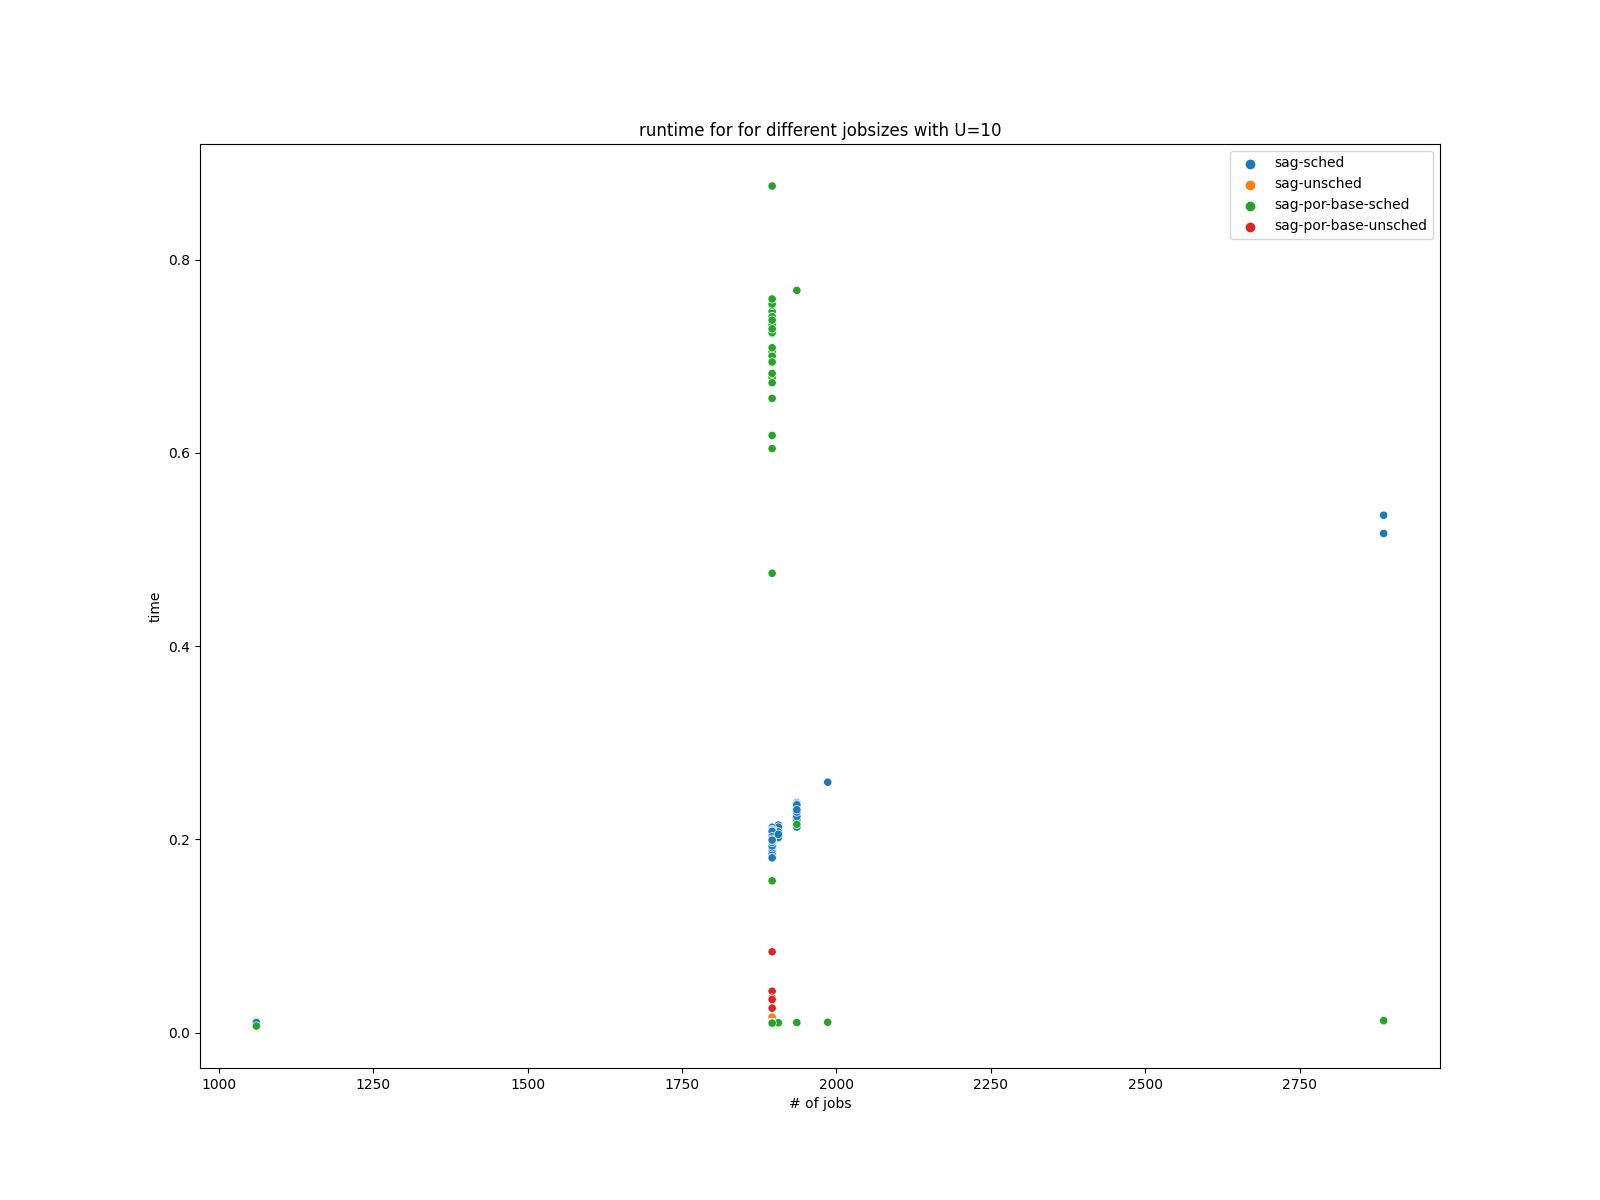 runtime for for different jobsizes with U=10
sag-sched
sag-unsched
sag-por-base-sched
sag-por-base-unsched
0.8
0.6
0.4
0.2
0.0
time
1000 1250 1500 1750 2000 2250 2500 2750
# of jobs